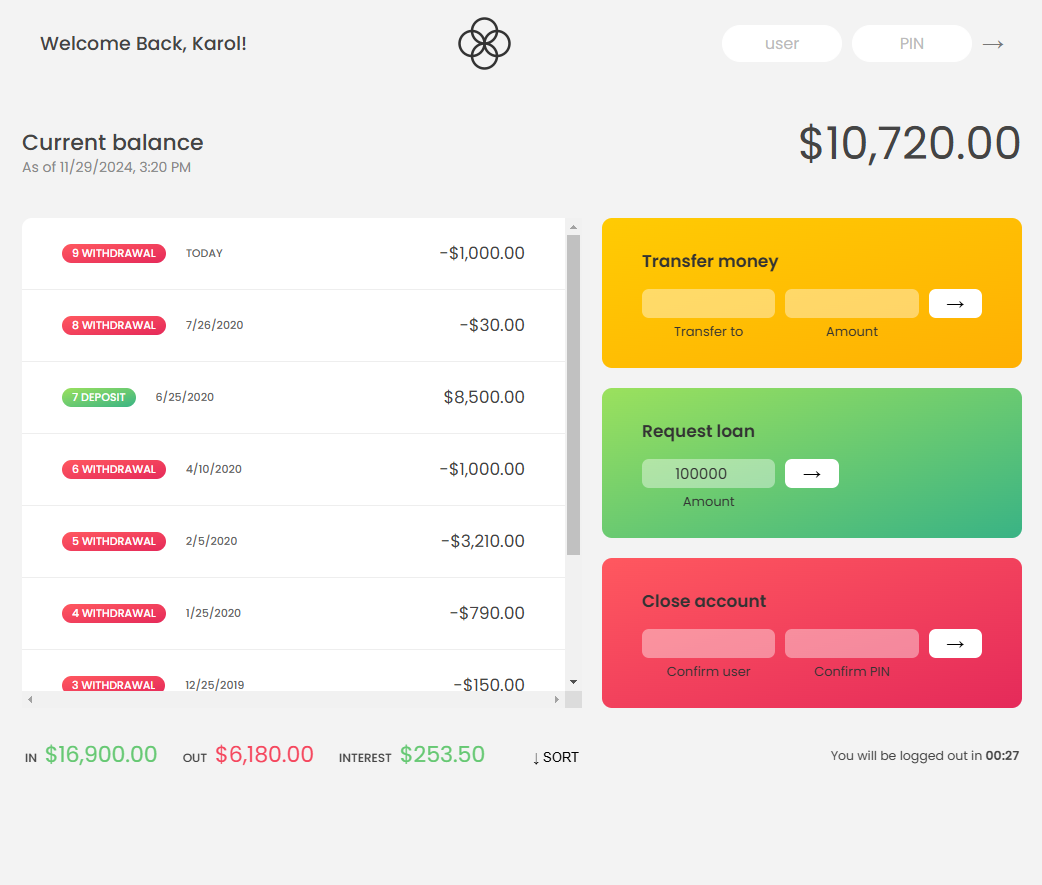 Welcome Back, Karol!
user
PIN
→
Current balance
As of 11/29/2024, 3:20 PM
$10,720.00
9 WITHDRAWAL TODAY -$1,000.00
8 WITHDRAWAL 7/26/2020 -$30.00
7 DEPOSIT 6/25/2020 $8,500.00
6 WITHDRAWAL 4/10/2020 -$1,000.00
5 WITHDRAWAL 2/5/2020 -$3,210.00
4 WITHDRAWAL 1/25/2020 -$790.00
3 WITHDRAWAL 12/25/2019 -$150.00
Transfer money
→
Transfer to Amount
Request loan
100000 →
Amount
Close account
→
Confirm user Confirm PIN
IN $16,900.00 OUT $6,180.00 INTEREST $253.50 ↓ SORT
You will be logged out in 00:27